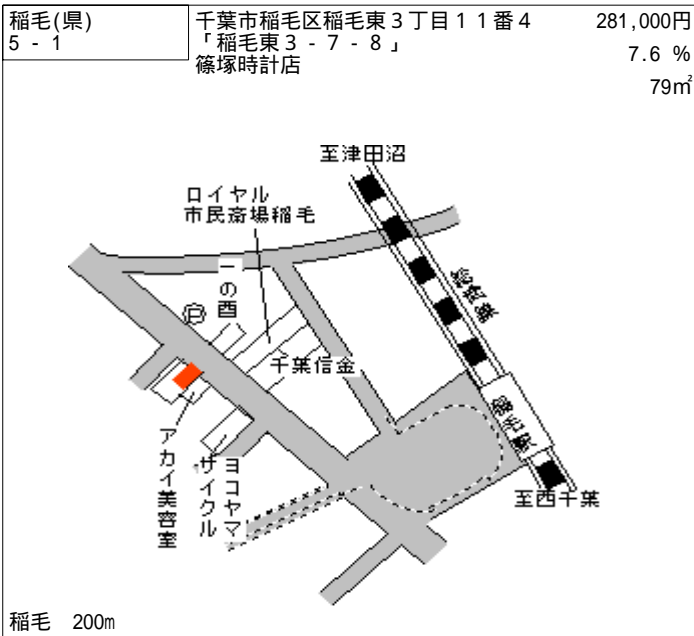 稲毛(県)
5 - 1
千葉市稲毛区稲毛東３丁目１１番４
「稲毛東３‐７‐８」
篠塚時計店
281,000円
7.6 %
79㎡
至津田沼
ロイヤル
市民斎場稲毛
一の酉
総武線
千葉信金
稲毛駅
アカイ美容室
ヨコヤマ
サイクル
至西千葉
稲毛 200m